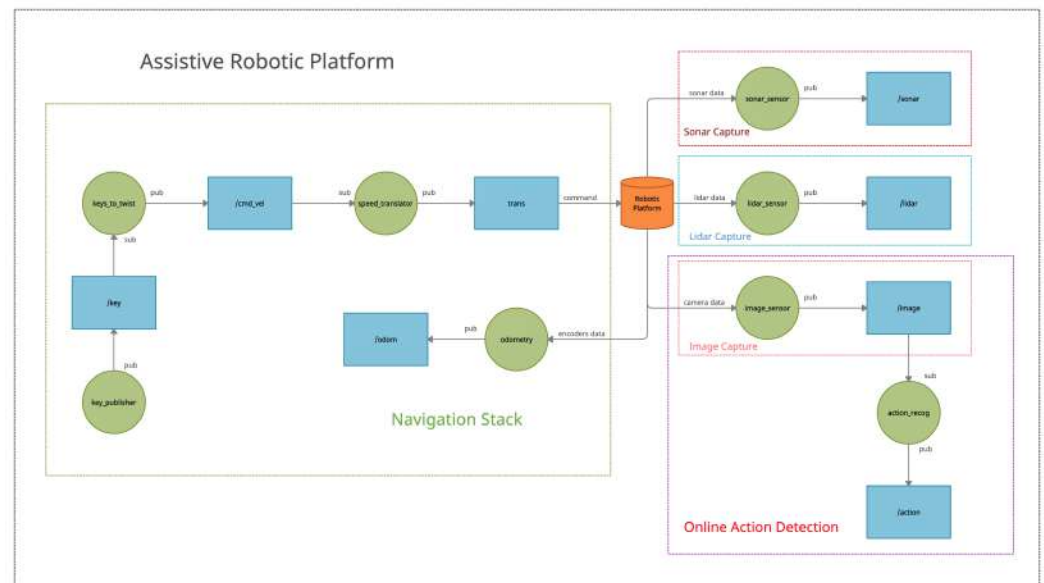 Assistive Robotic Platform
sonar data
sonar_sensor
pub
/sonar
Sonar Capture
keys_to_twist
pub
/cmd_vel
sub
speed_translator
pub
trans
command
Robotic
Platform
lidar data
lidar_sensor
pub
/lidar
Lidar Capture
sub
/key
pub
key_publisher
/odom
pub
odometry
encoders data
camera data
image_sensor
pub
/image
Image Capture
Navigation Stack
sub
action_recog
pub
/action
Online Action Detection